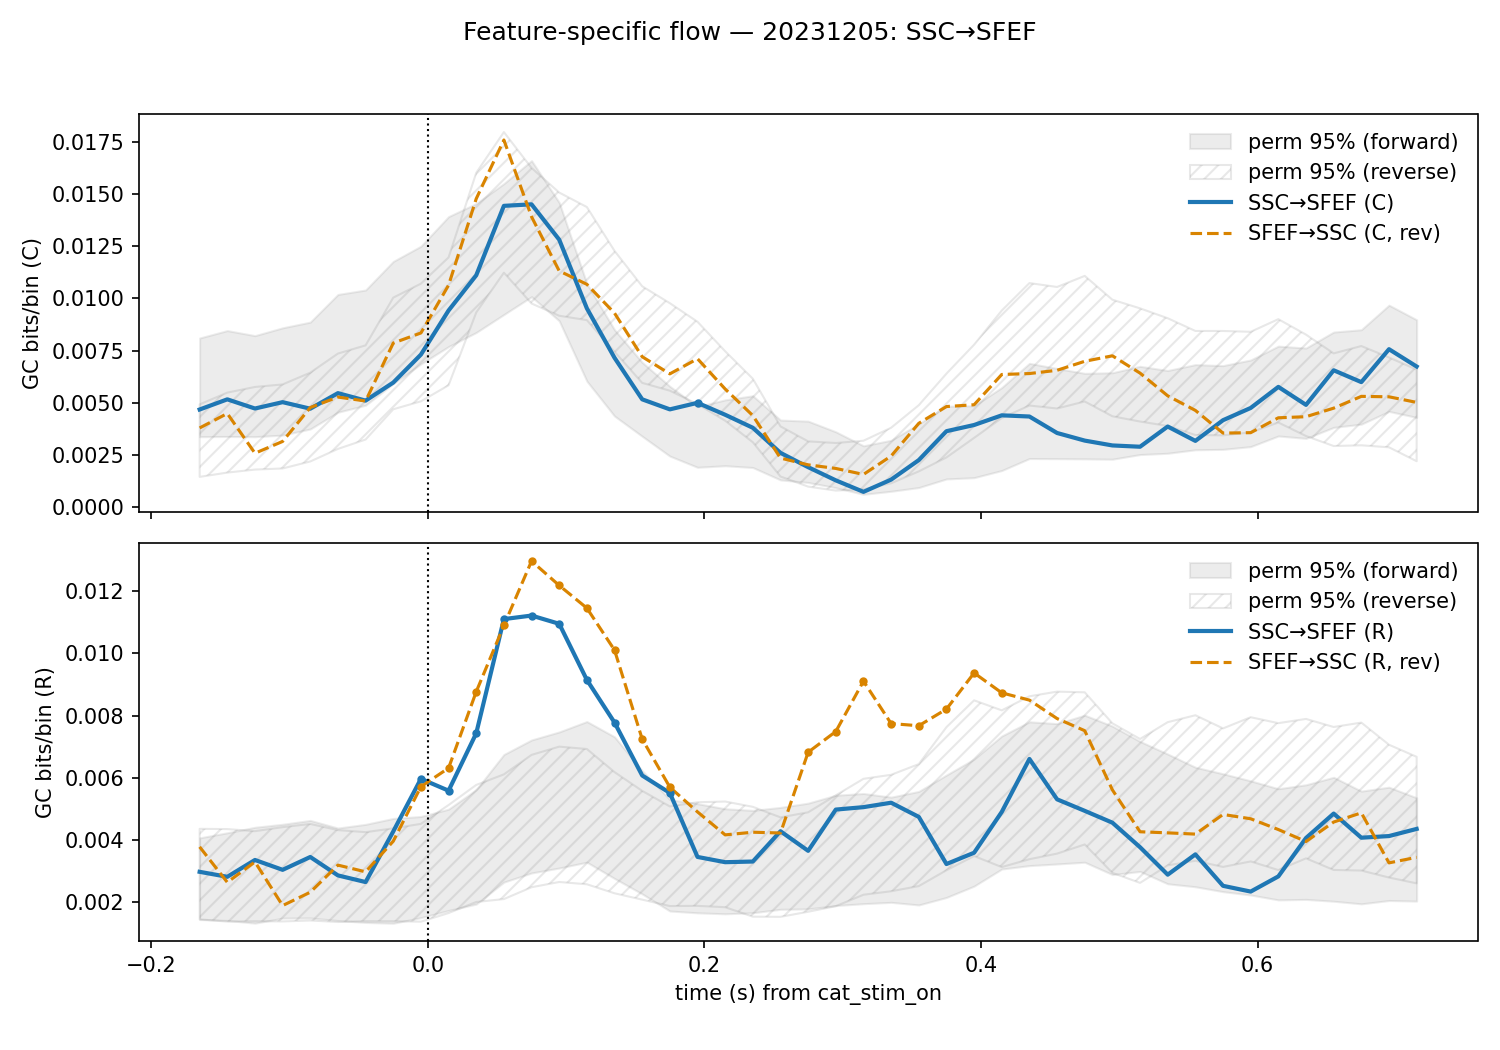 Feature-specific flow — 20231205: SSC→SFEF
GC bits/bin (C)
0.0175
0.0150
0.0125
0.0100
0.0075
0.0050
0.0025
0.0000
perm 95% (forward)
perm 95% (reverse)
SSC→SFEF (C)
SFEF→SSC (C, rev)
GC bits/bin (R)
0.012
0.010
0.008
0.006
0.004
0.002
perm 95% (forward)
perm 95% (reverse)
SSC→SFEF (R)
SFEF→SSC (R, rev)
−0.2 0.0 0.2 0.4 0.6
time (s) from cat_stim_on